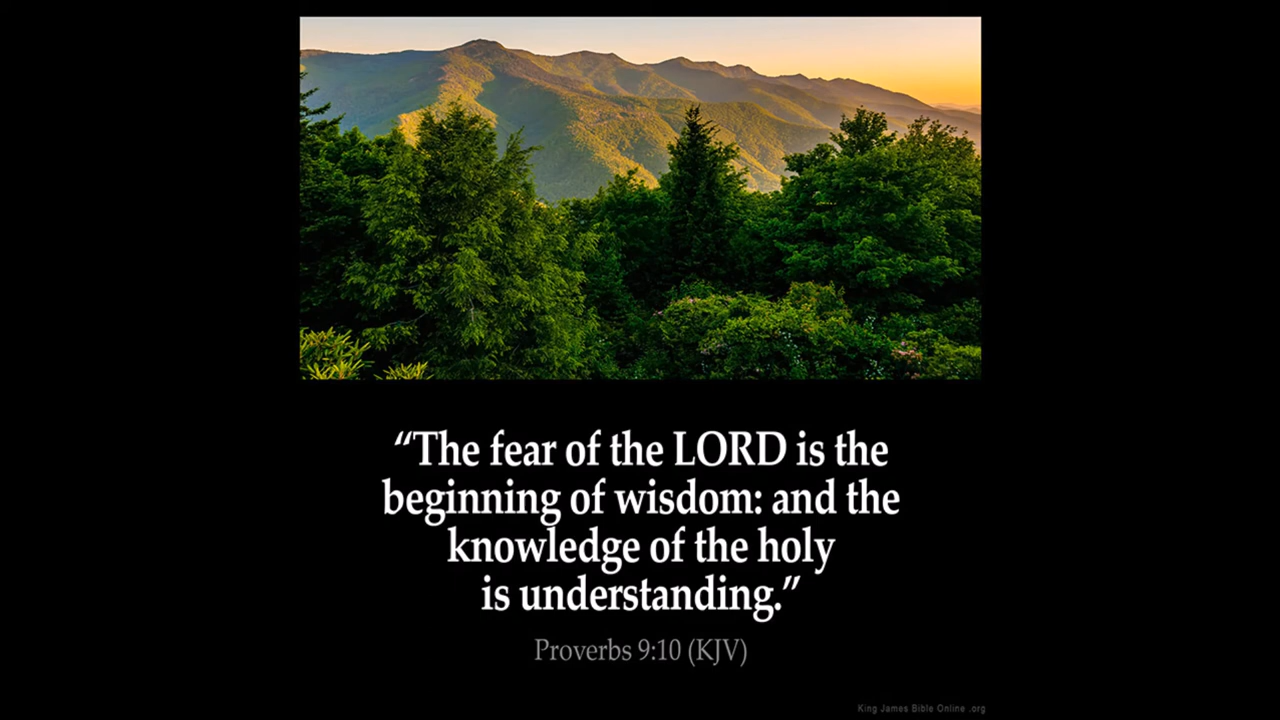 “The fear of the LORD is the
beginning of wisdom: and the
knowledge of the holy
is understanding.”
Proverbs 9:10 (KJV)
King James Bible Online .org